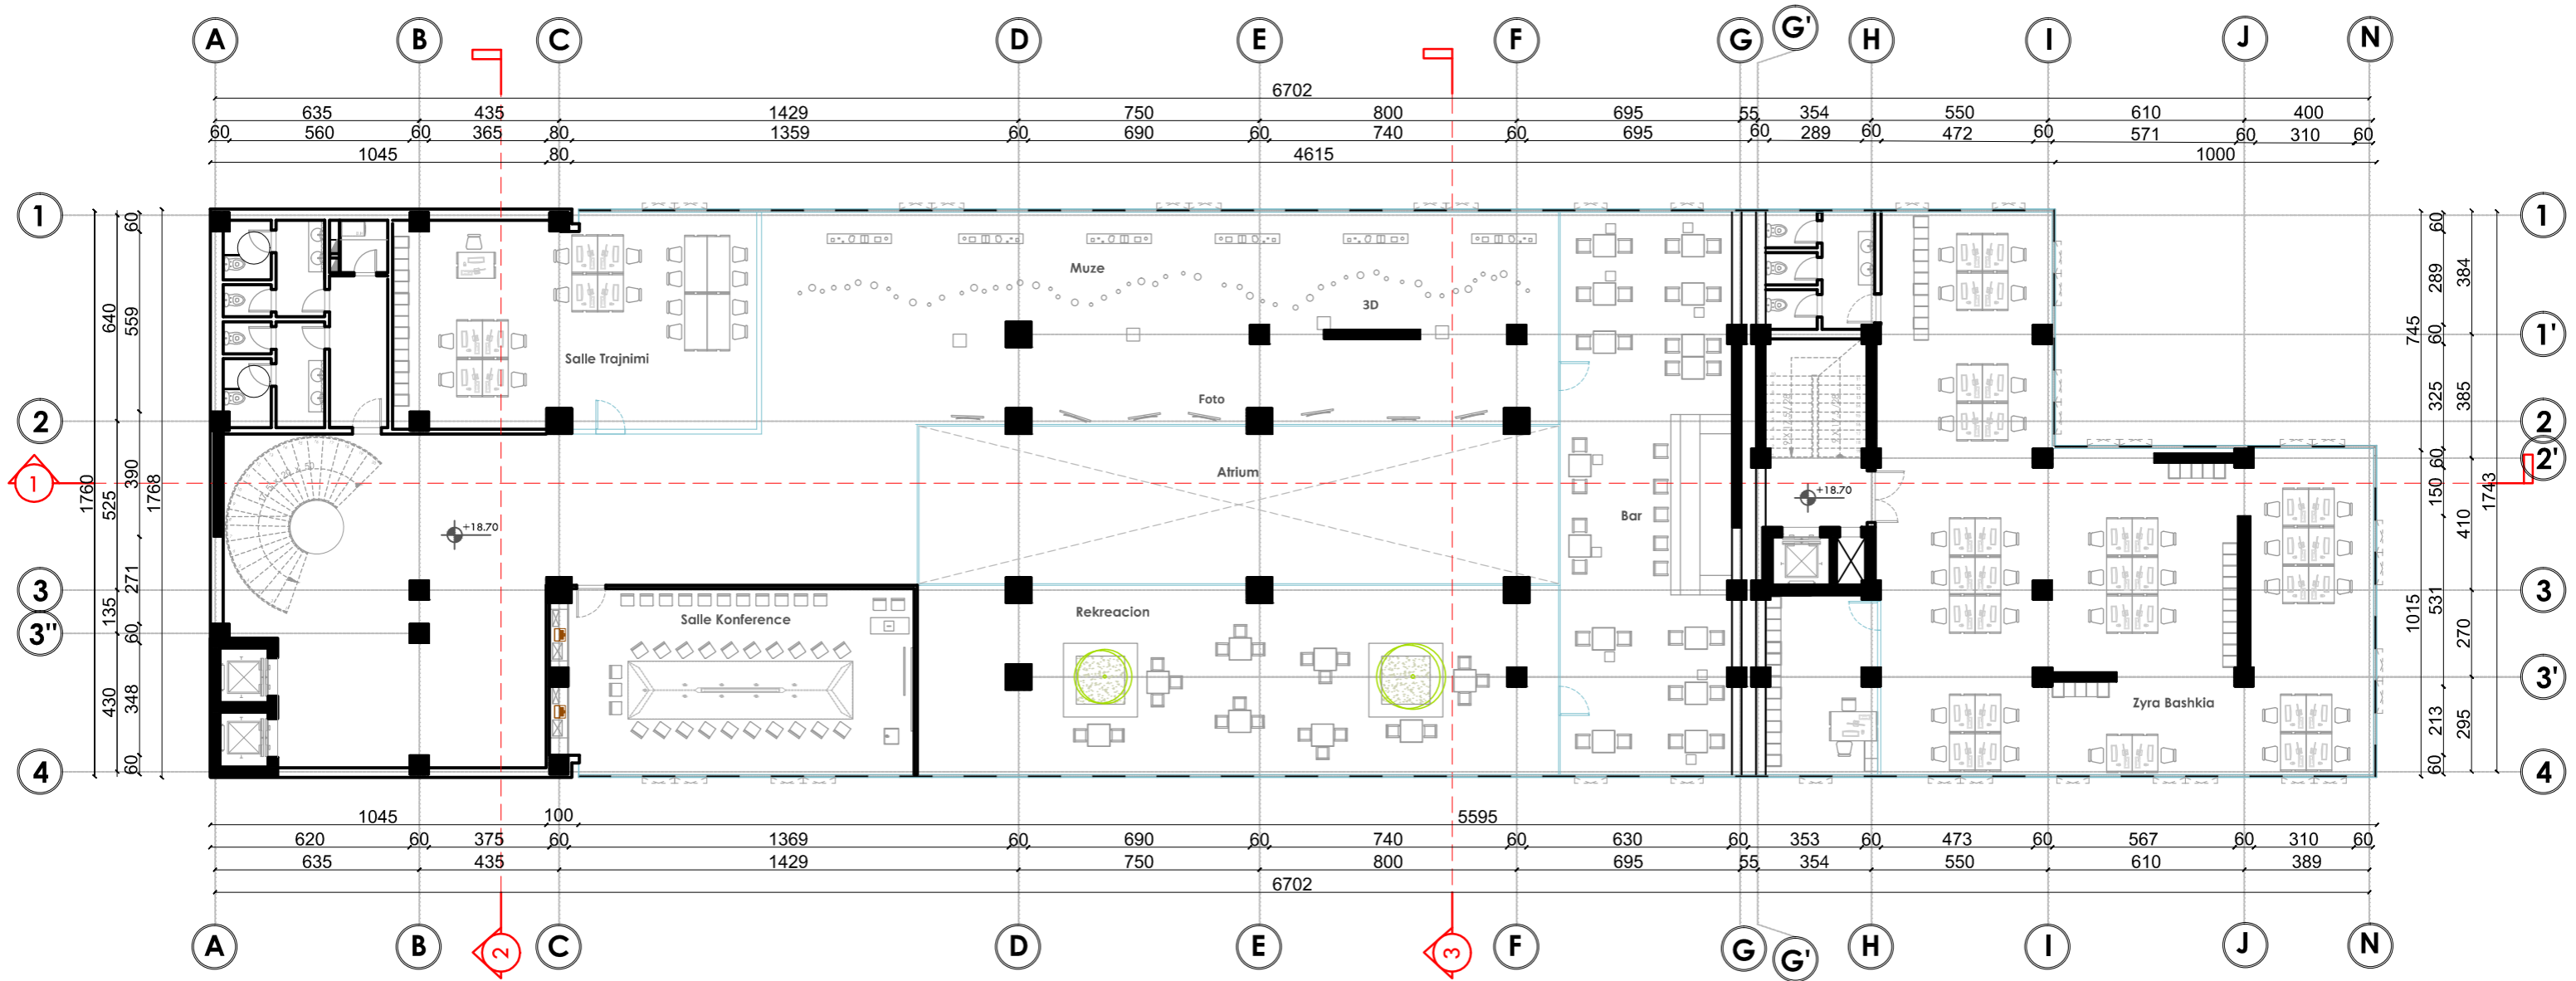 A B C D E F G G' H I J N
6702
635 435 1429 750 800 695 55 354 550 610 400
60 560 60 365 80 1359 60 690 60 740 60 695 60 289 60 472 60 571 60 310 60
1045 80 4615 1000
1 1
60 60
289 384
Muze
640 559 3D 745
1' 
60
Salle Trajnimi
325 385
Foto
2 2
Atrium
60 2'
1 390
1760 525 1768 150 1743
+18.70 +18.70
Bar 410
271
3 3
135 Rekreacion 531
Salle Konference 1015
3'' 60 270
3'
430 348 Zyra Bashkia
213 295
60 60
4 4
1045 100 5595
620 60 375 60 1369 60 690 60 740 60 630 60 353 60 473 60 567 60 310 60
635 435 1429 750 800 695 55 354 550 610 389
6702
A B 2 C D E 3 F G G' H I J N